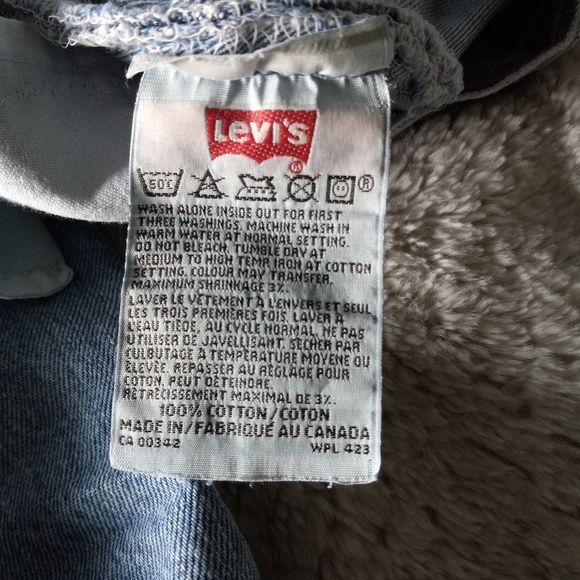 Levi's
®
50°C ®
WASH ALONE INSIDE OUT FOR FIRST
THREE WASHINGS. MACHINE WASH IN
WARM WATER AT NORMAL SETTING.
DO NOT BLEACH. TUMBLE DRY AT
MEDIUM TO HIGH TEMP. IRON AT COTTON
SETTING. COLOUR MAY TRANSFER.
MAXIMUM SHRINKAGE 3%.
LAVER LE VÊTEMENT À L'ENVERS ET SEUL
LES TROIS PREMIÈRES FOIS. LAVER À
L'EAU TIÈDE, AU CYCLE NORMAL. NE PAS
UTILISER DE JAVELLISANT. SÉCHER PAR
CULBUTAGE À TEMPÉRATURE MOYENNE OU
ÉLEVÉE. REPASSER AU RÉGLAGE POUR
COTON. PEUT DÉTEINDRE.
RÉTRÉCISSEMENT MAXIMAL DE 3%.
100% COTTON/COTON
MADE IN/FABRIQUÉ AU CANADA
CA 00342 WPL 423